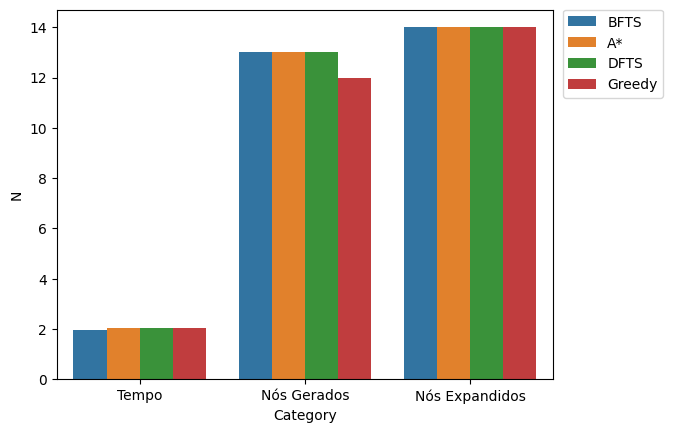 14
12
10
8
6
4
2
0
N
Tempo
Nós Gerados
Nós Expandidos
Category
BFTS
A*
DFTS
Greedy